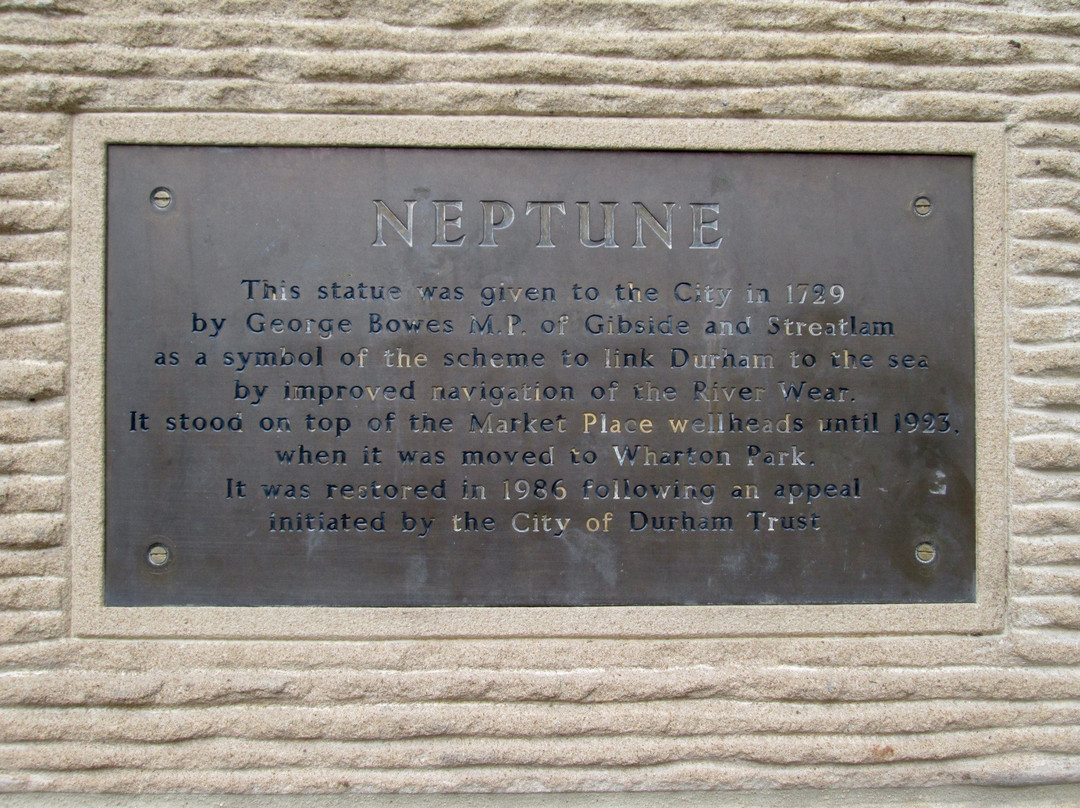 NEPTUNE
This statue was given to the City in 1729
by George Bowes M.P. of Gibside and Streatlam
as a symbol of the scheme to link Durham to the sea
by improved navigation of the River Wear.
It stood on top of the Market Place wellheads until 1923,
when it was moved to Wharton Park.
It was restored in 1986 following an appeal
initiated by the City of Durham Trust